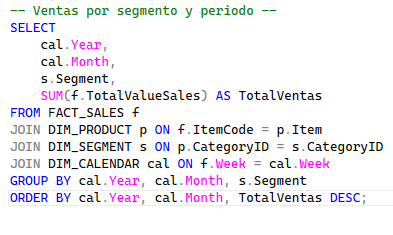 -- Ventas por segmento y periodo --
SELECT
    cal.Year,
    cal.Month,
    s.Segment,
    SUM(f.TotalValueSales) AS TotalVentas
FROM FACT_SALES f
JOIN DIM_PRODUCT p ON f.ItemCode = p.Item
JOIN DIM_SEGMENT s ON p.CategoryID = s.CategoryID
JOIN DIM_CALENDAR cal ON f.Week = cal.Week
GROUP BY cal.Year, cal.Month, s.Segment
ORDER BY cal.Year, cal.Month, TotalVentas DESC;